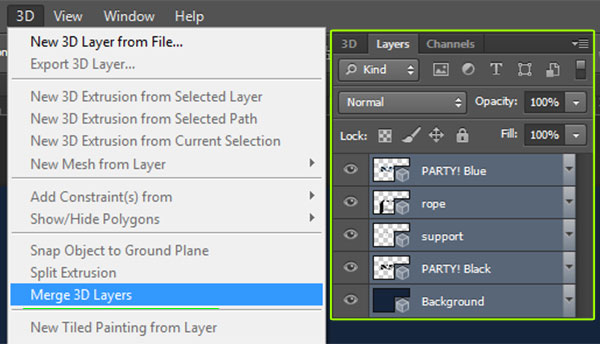 3D View Window Help
New 3D Layer from File...
Export 3D Layer...
New 3D Extrusion from Selected Layer
New 3D Extrusion from Selected Path
New 3D Extrusion from Current Selection
New Mesh from Layer
Add Constraint(s) from
Show/Hide Polygons
Snap Object to Ground Plane
Split Extrusion
Merge 3D Layers
New Tiled Painting from Layer
3D Layers Channels
Kind
Normal Opacity: 100%
Lock: Fill: 100%
PARTY! Blue
rope
support
PARTY! Black
Background